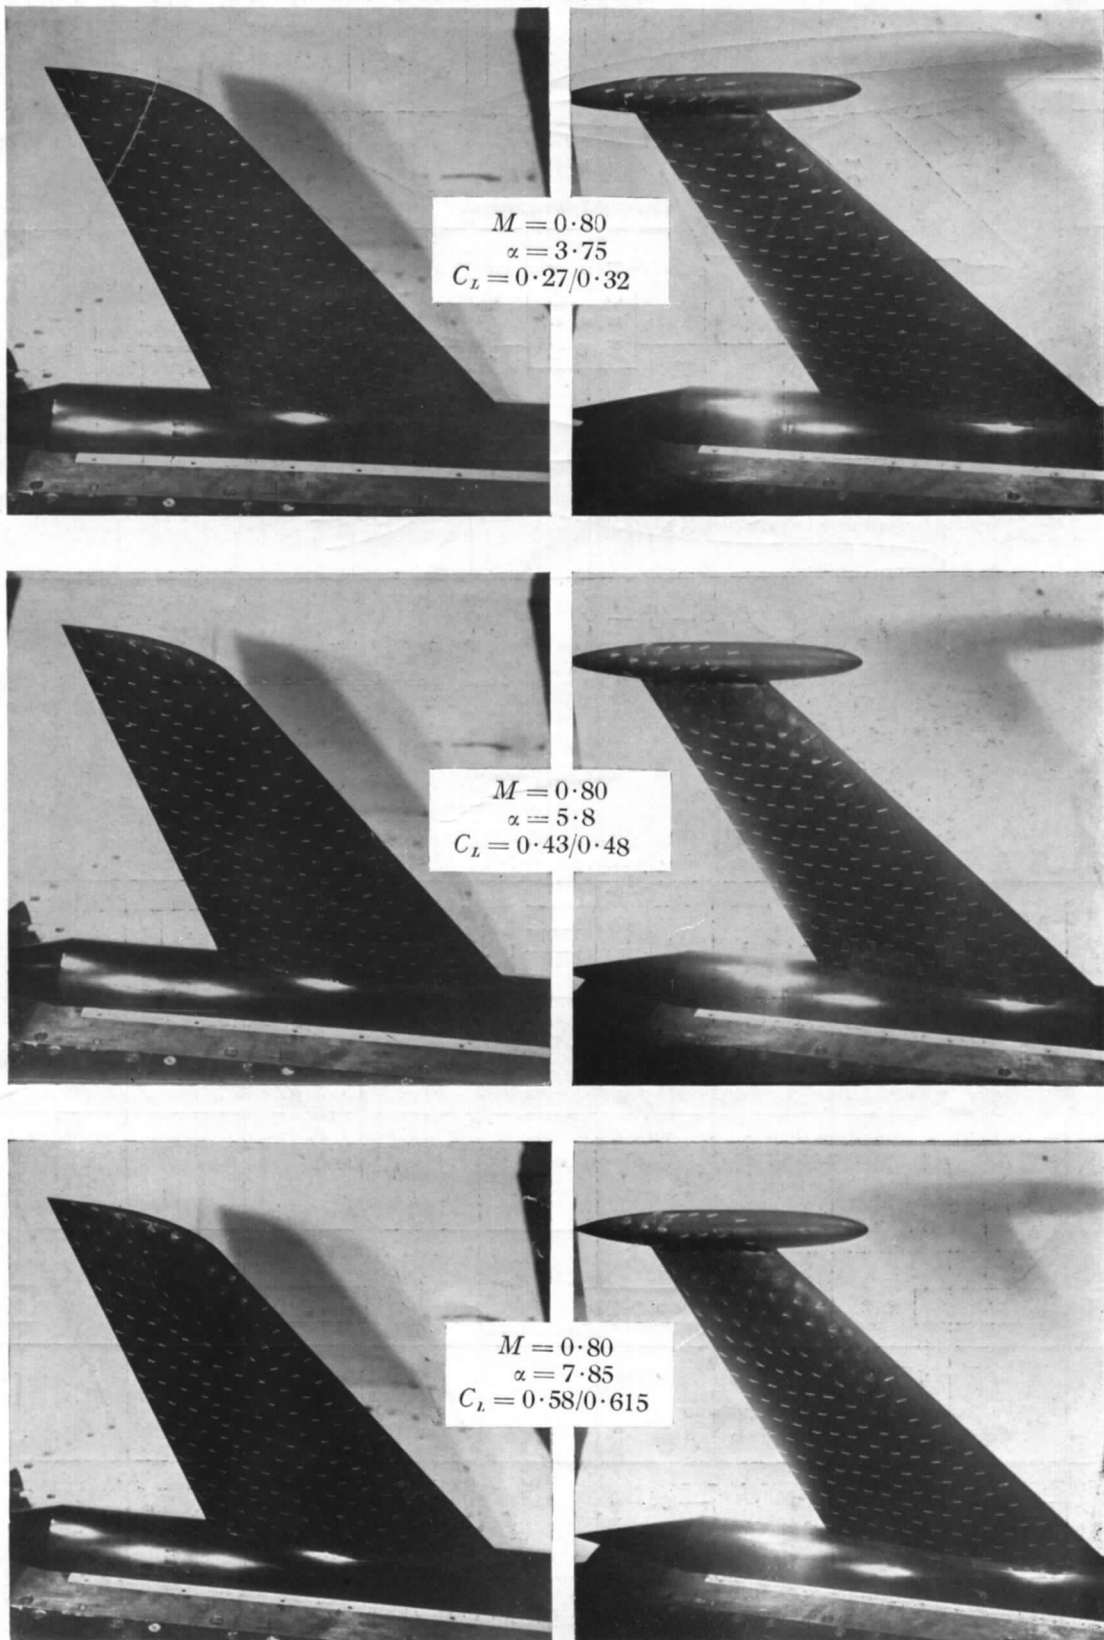 M = 0·80
α = 3·75
C_L = 0·27/0·32
M = 0·80
α = 5·8
C_L = 0·43/0·48
M = 0·80
α = 7·85
C_L = 0·58/0·615